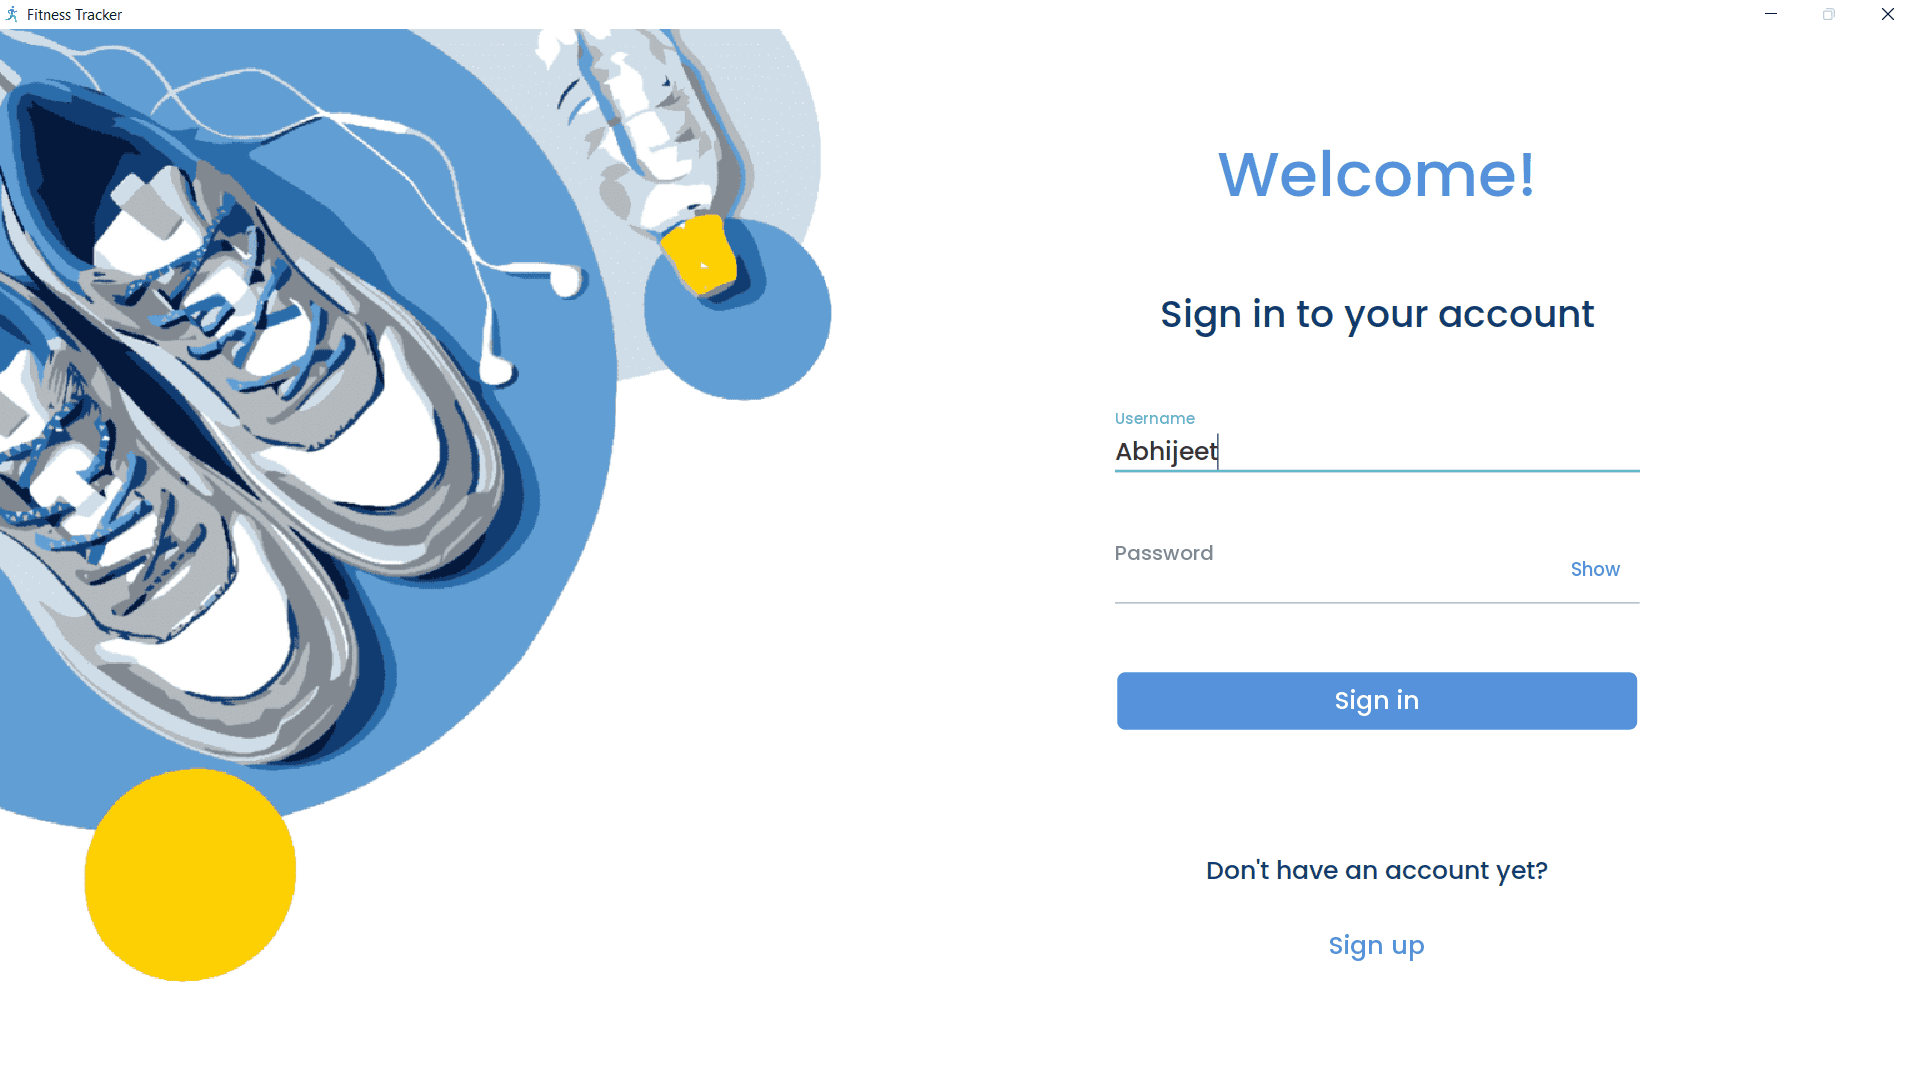 Fitness Tracker
Welcome!
Sign in to your account
Username
Abhijeet
Password
Show
Sign in
Don't have an account yet?
Sign up